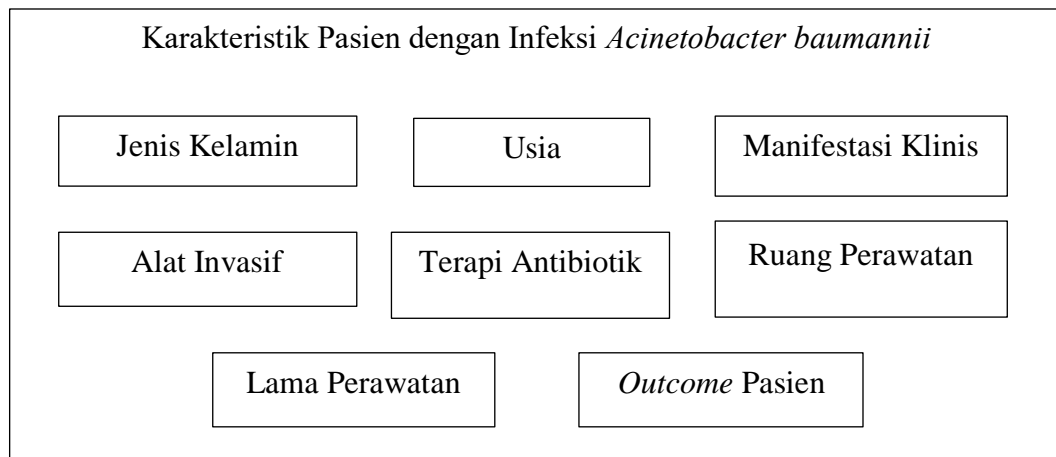 Karakteristik Pasien dengan Infeksi Acinetobacter baumannii
Jenis Kelamin
Usia
Manifestasi Klinis
Alat Invasif
Terapi Antibiotik
Ruang Perawatan
Lama Perawatan
Outcome Pasien